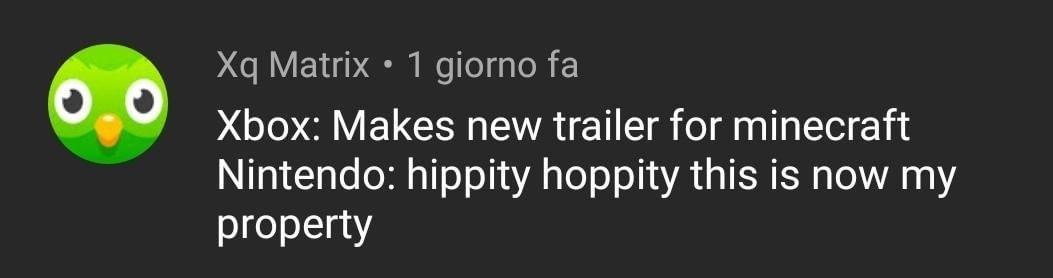 Xq Matrix • 1 giorno fa
Xbox: Makes new trailer for minecraft
Nintendo: hippity hoppity this is now my
property